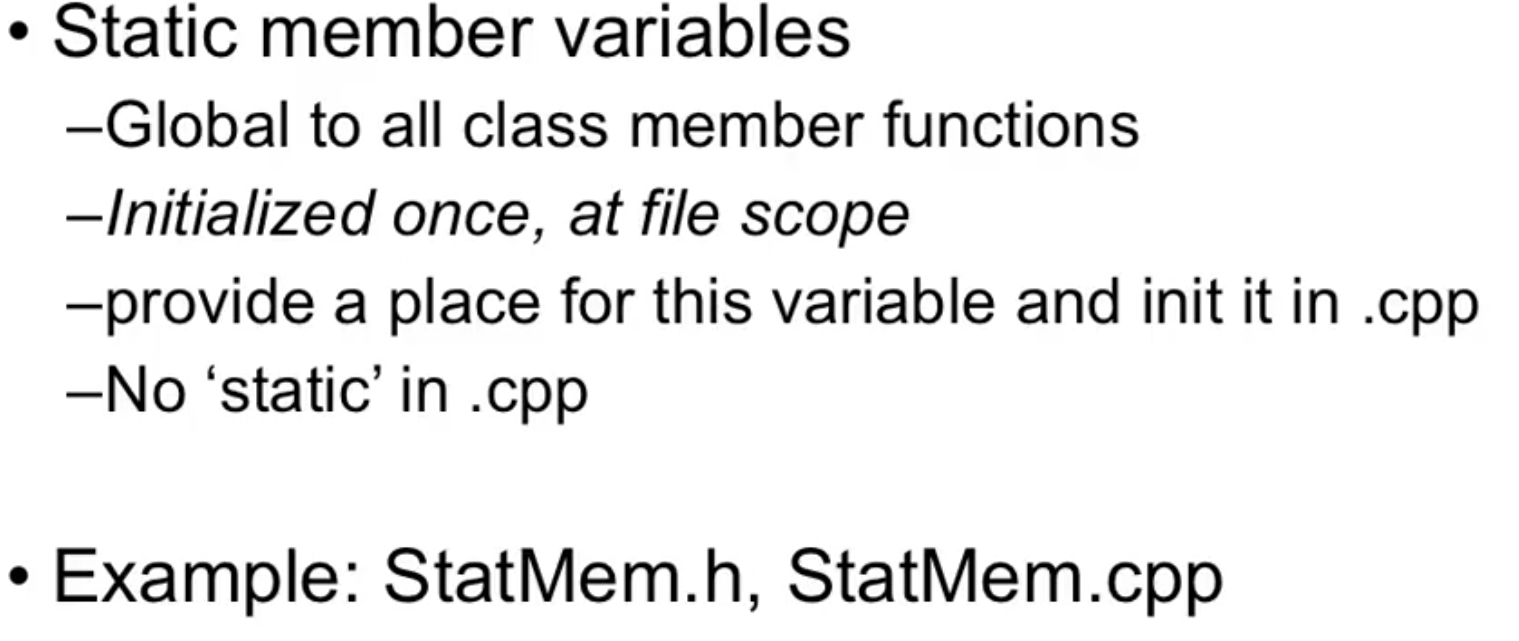 • Static member variables
–Global to all class member functions
–Initialized once, at file scope
–provide a place for this variable and init it in .cpp
–No ‘static’ in .cpp
• Example: StatMem.h, StatMem.cpp